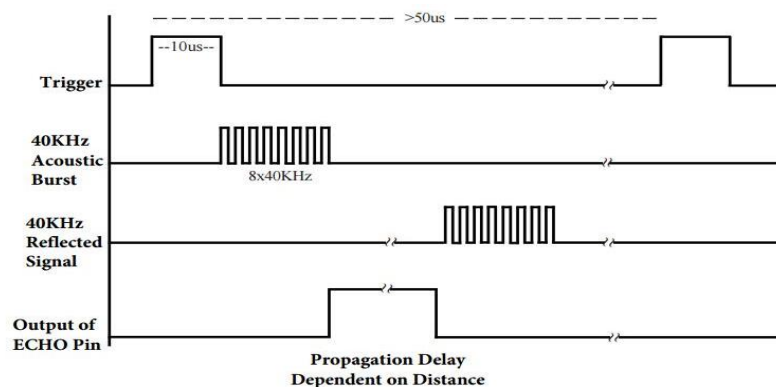 >50us
--10us--
Trigger
40KHz
Acoustic
Burst
8x40KHz
40KHz
Reflected
Signal
Output of
ECHO Pin
Propagation Delay
Dependent on Distance